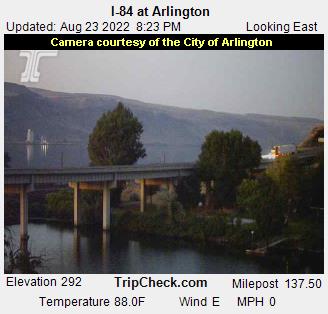 I-84 at Arlington
Updated: Aug 23 2022 8:23 PM Looking East
Camera courtesy of the City of Arlington
Elevation 292 TripCheck.com Milepost 137.50
Temperature 88.0F Wind E MPH 0